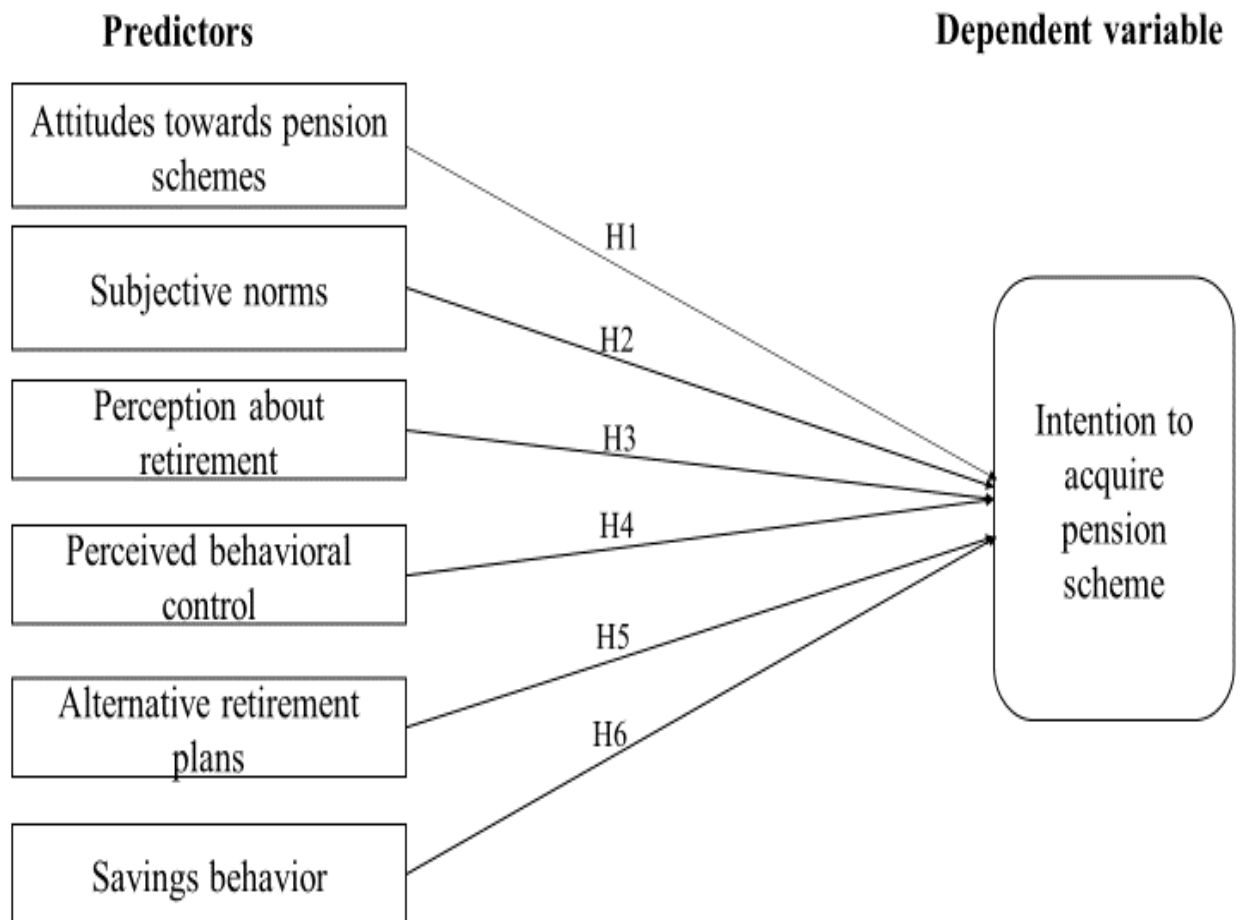 Predictors
Dependent variable
Attitudes towards pension
schemes
H1
Subjective norms
H2
Perception about
retirement
H3
Intention to
acquire
pension
scheme
H4
Perceived behavioral
control
H5
Alternative retirement
plans
H6
Savings behavior